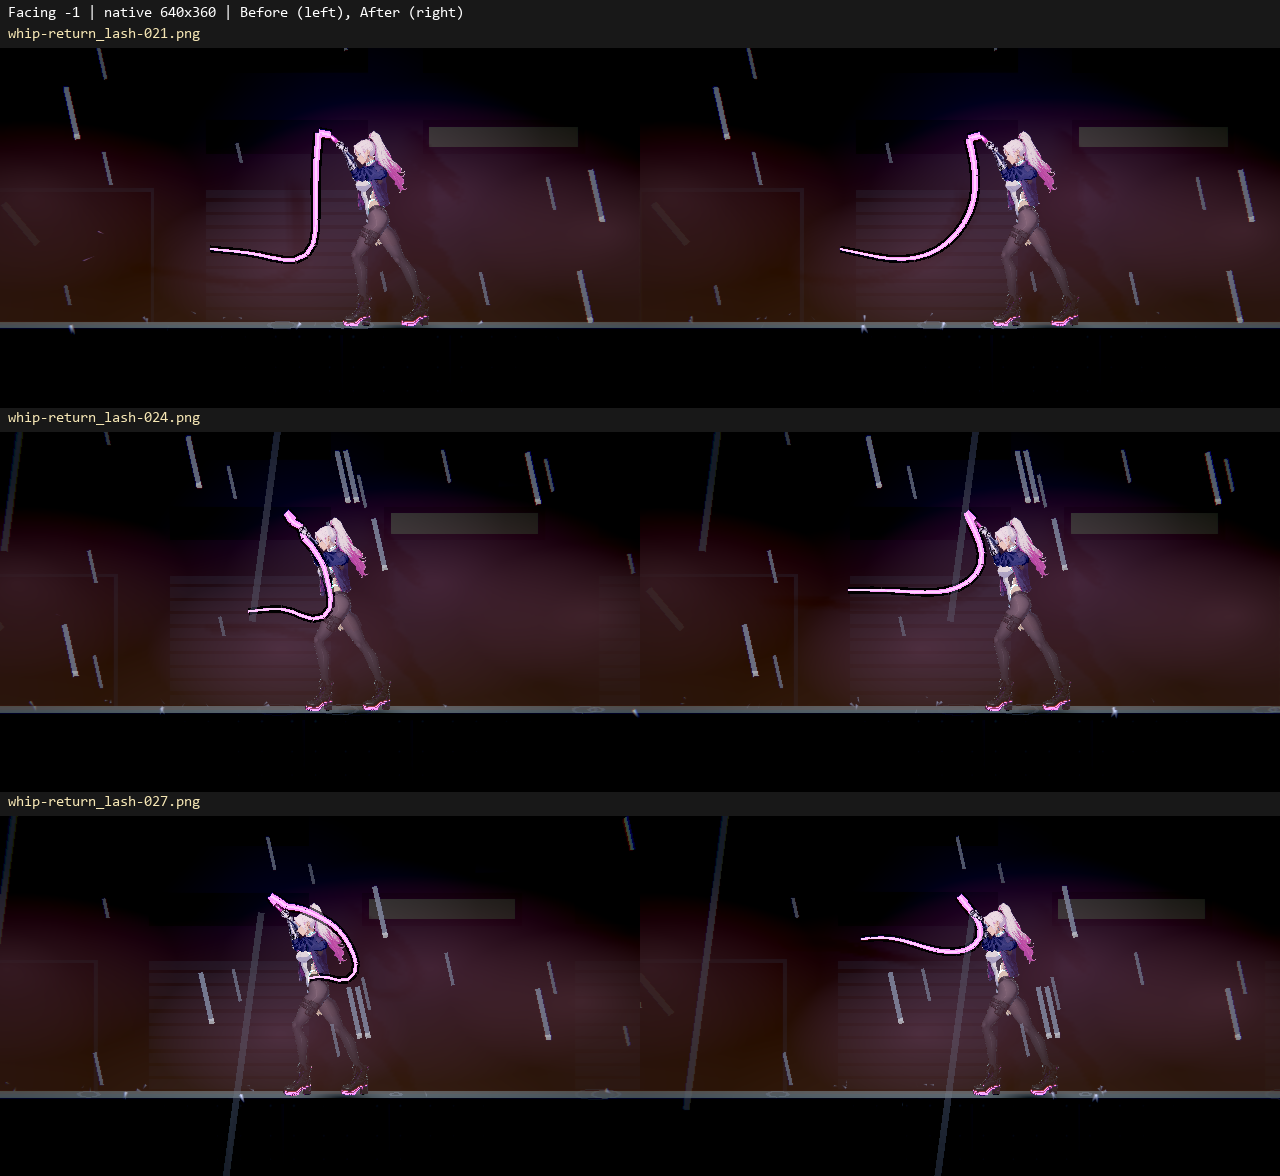 Facing -1 | native 640x360 | Before (left), After (right)
whip-return_lash-021.png
whip-return_lash-024.png
whip-return_lash-027.png